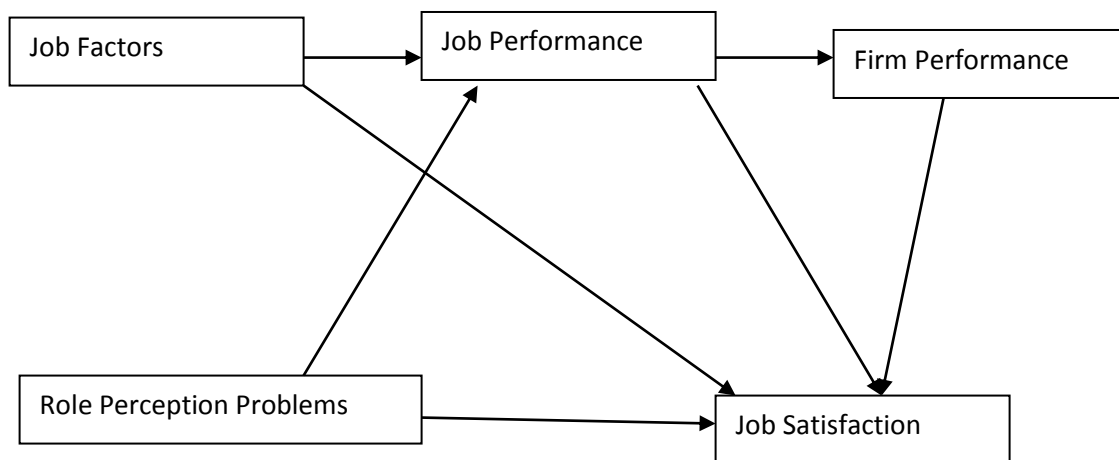 Job Factors
Job Performance
Firm Performance
Role Perception Problems
Job Satisfaction